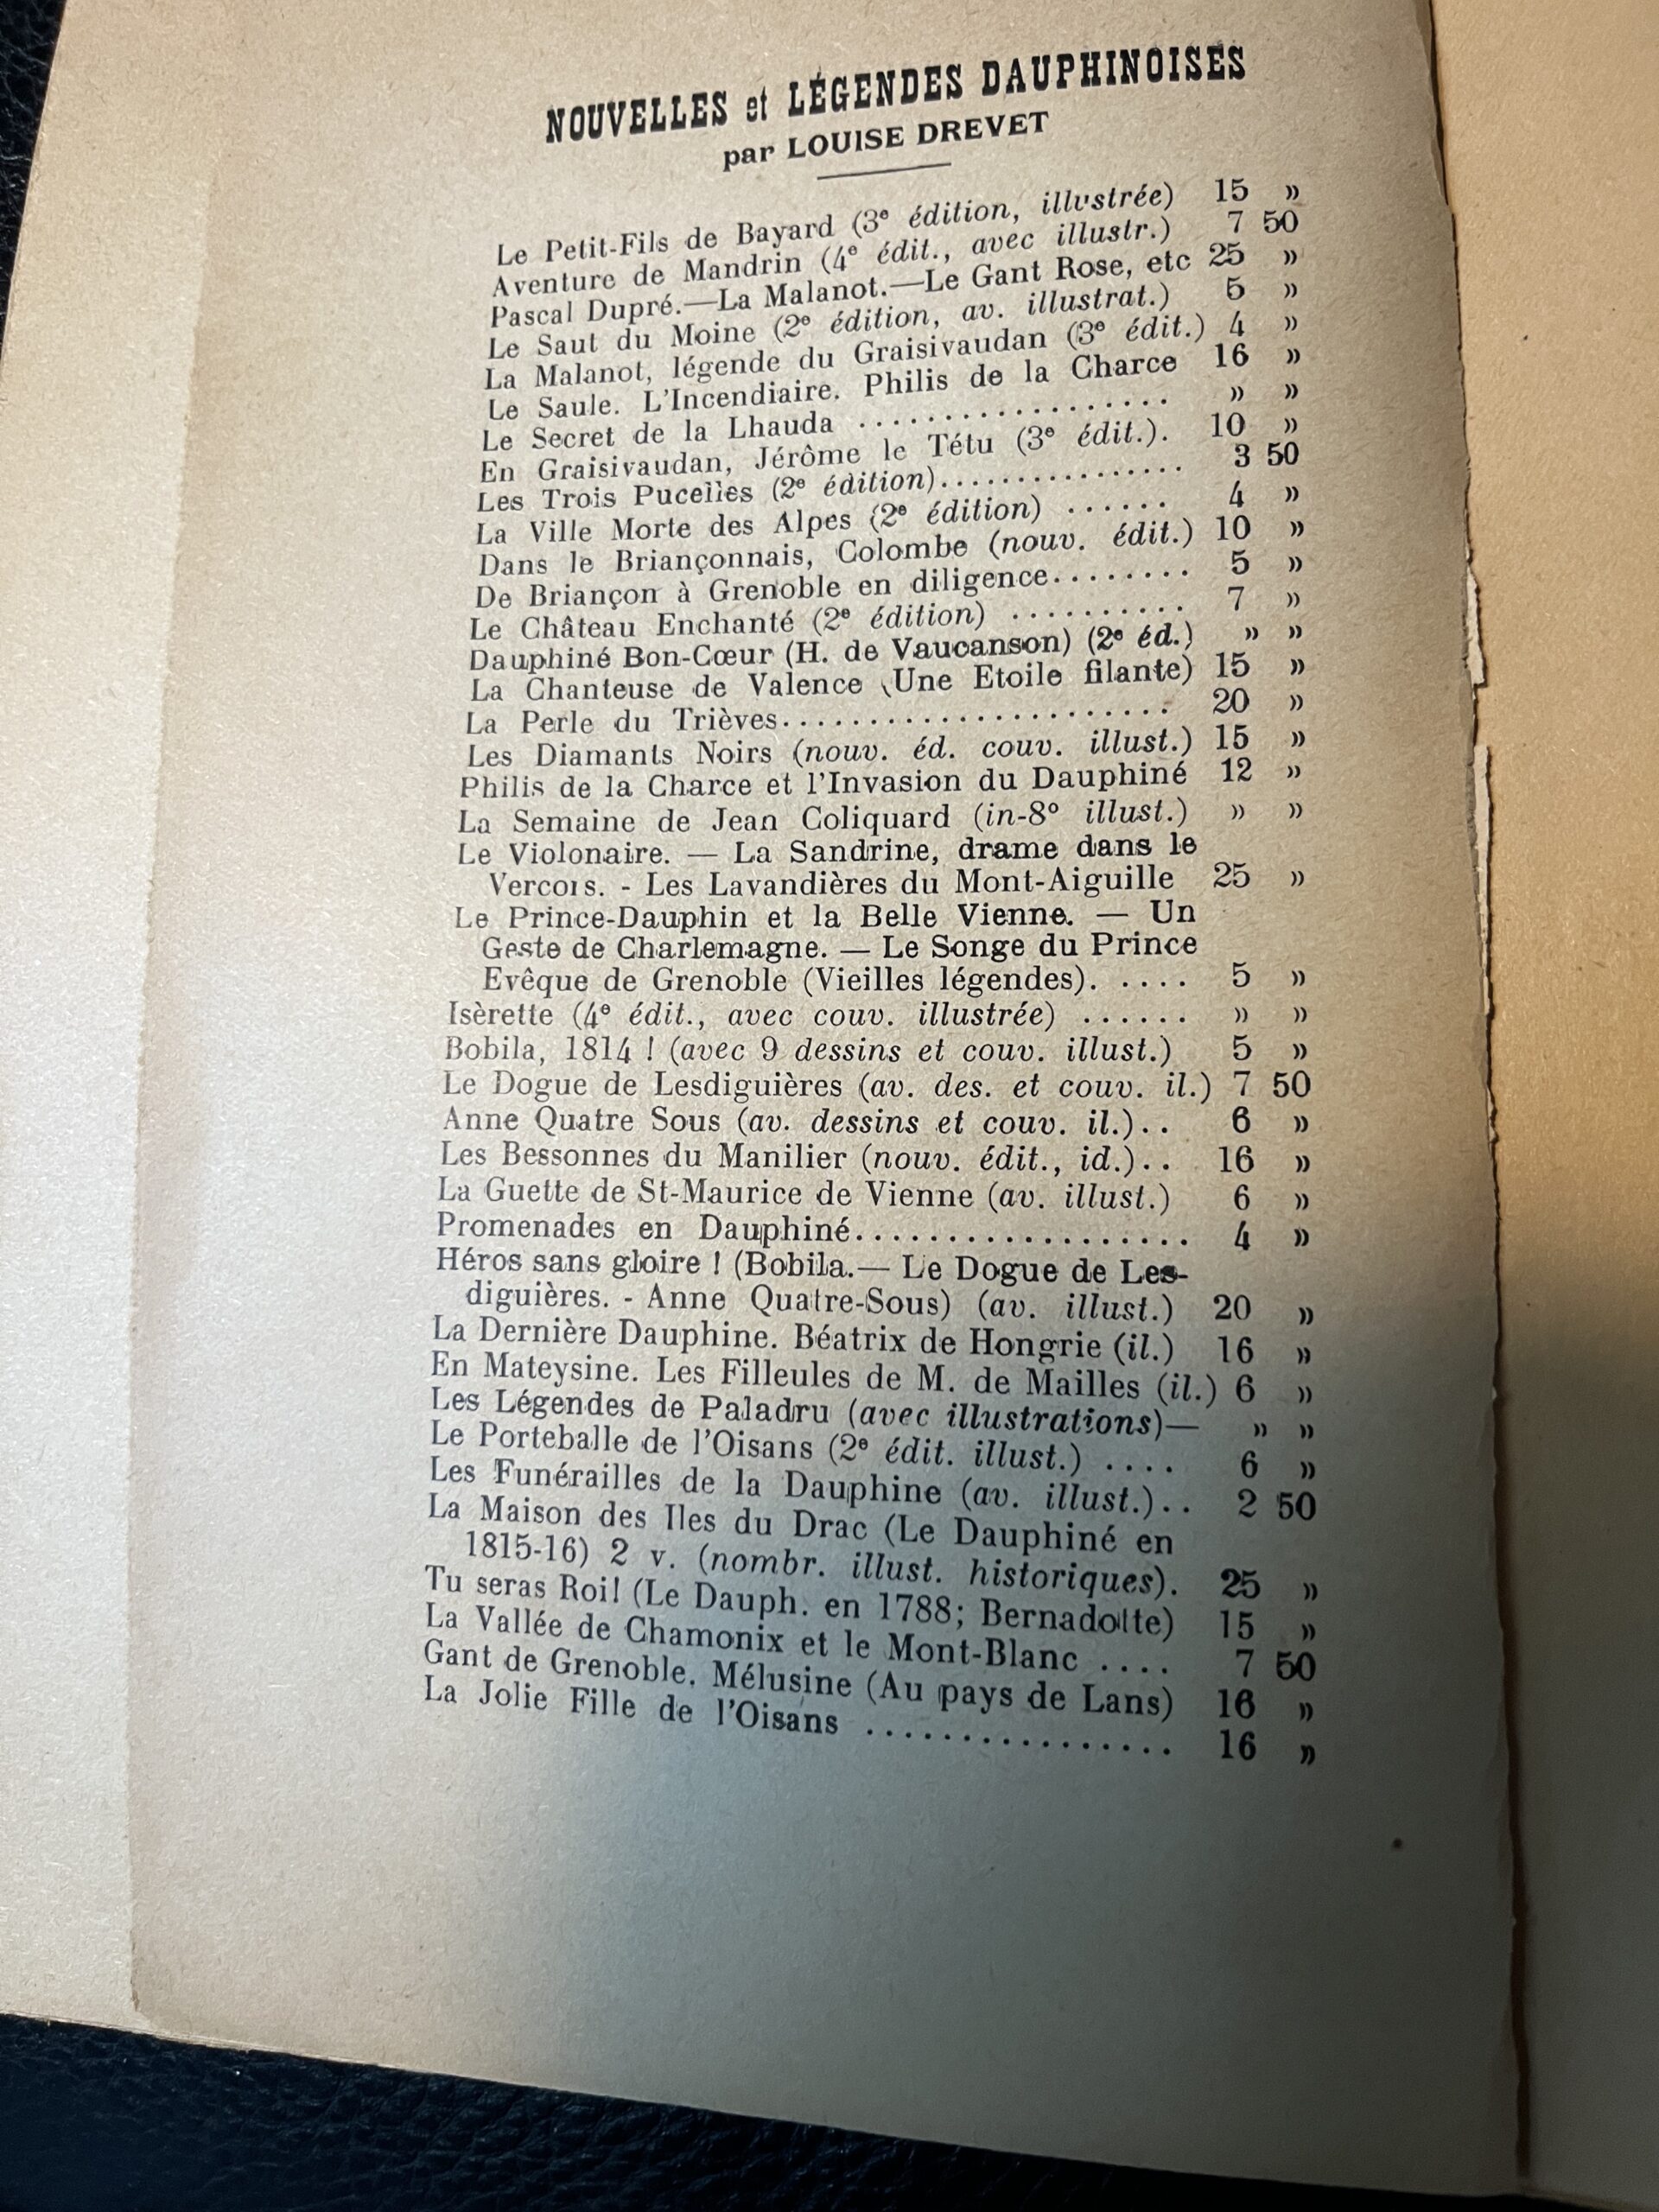 NOUVELLES et LÉGENDES DAUPHINOISES
par LOUISE DREVET
Le Petit-Fils de Bayard (3e édition, illustrée) 15 »
Aventure de Mandrin (4e édit., avec illustr.) 7 50
Pascal Dupré.—La Malanot.—Le Gant Rose, etc 25 »
Le Saut du Moine (2e édition, av. illustrat.) 5 »
La Malanot, légende du Graisivaudan (3e édit.) 4 »
Le Saule. L'Incendiaire. Philis de la Charce 16 »
Le Secret de la Lhauda .................. » »
En Graisivaudan, Jérôme le Tétu (3e édit.). 10 »
Les Trois Pucelles (2e édition)............... 3 50
La Ville Morte des Alpes (2e édition) ...... 4 »
Dans le Briançonnais, Colombe (nouv. édit.) 10 »
De Briançon à Grenoble en diligence........ 5 »
Le Château Enchanté (2e édition) .......... 7 »
Dauphiné Bon-Cœur (H. de Vaucanson) (2e éd.) » »
La Chanteuse de Valence (Une Etoile filante) 15 »
La Perle du Trièves...................... 20 »
Les Diamants Noirs (nouv. éd. couv. illust.) 15 »
Philis de la Charce et l'Invasion du Dauphiné 12 »
La Semaine de Jean Coliquard (in-8° illust.) » »
Le Violonaire. — La Sandrine, drame dans le
Vercors. - Les Lavandières du Mont-Aiguille 25 »
Le Prince-Dauphin et la Belle Vienne. — Un
Geste de Charlemagne. — Le Songe du Prince
Evêque de Grenoble (Vieilles légendes). .... 5 »
Isèrette (4e édit., avec couv. illustrée) ...... » »
Bobila, 1814 ! (avec 9 dessins et couv. illust.) 5 »
Le Dogue de Lesdiguières (av. des. et couv. il.) 7 50
Anne Quatre Sous (av. dessins et couv. il.).. 6 »
Les Bessonnes du Manilier (nouv. édit., id.).. 16 »
La Guette de St-Maurice de Vienne (av. illust.) 6 »
Promenades en Dauphiné................... 4 »
Héros sans gloire ! (Bobila.— Le Dogue de Les-
diguières. - Anne Quatre-Sous) (av. illust.) 20 »
La Dernière Dauphine. Béatrix de Hongrie (il.) 16 »
En Mateysine. Les Filleules de M. de Mailles (il.) 6 »
Les Légendes de Paladru (avec illustrations)— » »
Le Porteballe de l'Oisans (2e édit. illust.) .... 6 »
Les Funérailles de la Dauphine (av. illust.).. 2 50
La Maison des Iles du Drac (Le Dauphiné en
1815-16) 2 v. (nombr. illust. historiques). 25 »
Tu seras Roi! (Le Dauph. en 1788; Bernadotte) 15 »
La Vallée de Chamonix et le Mont-Blanc .... 7 50
Gant de Grenoble. Mélusine (Au pays de Lans) 16 »
La Jolie Fille de l'Oisans ................ 16 »